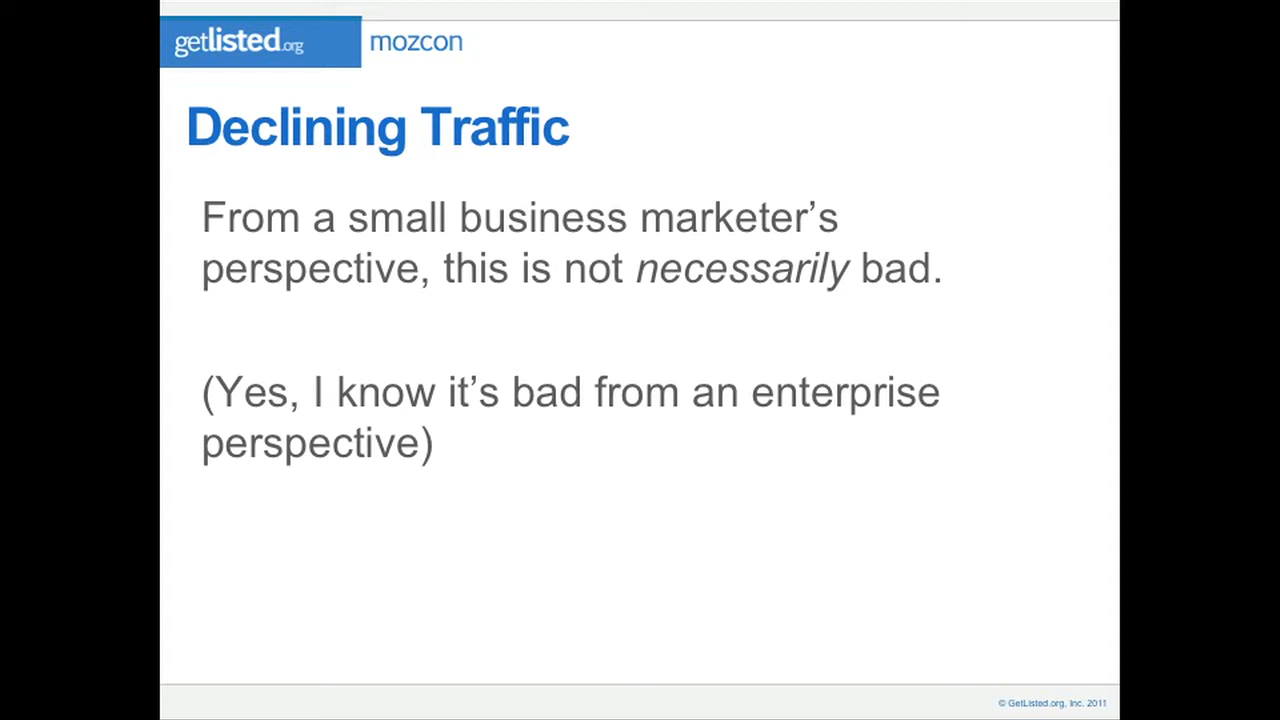 getlisted.org mozcon
Declining Traffic
From a small business marketer’s
perspective, this is not necessarily bad.
(Yes, I know it’s bad from an enterprise
perspective)
© GetListed.org, Inc. 2011